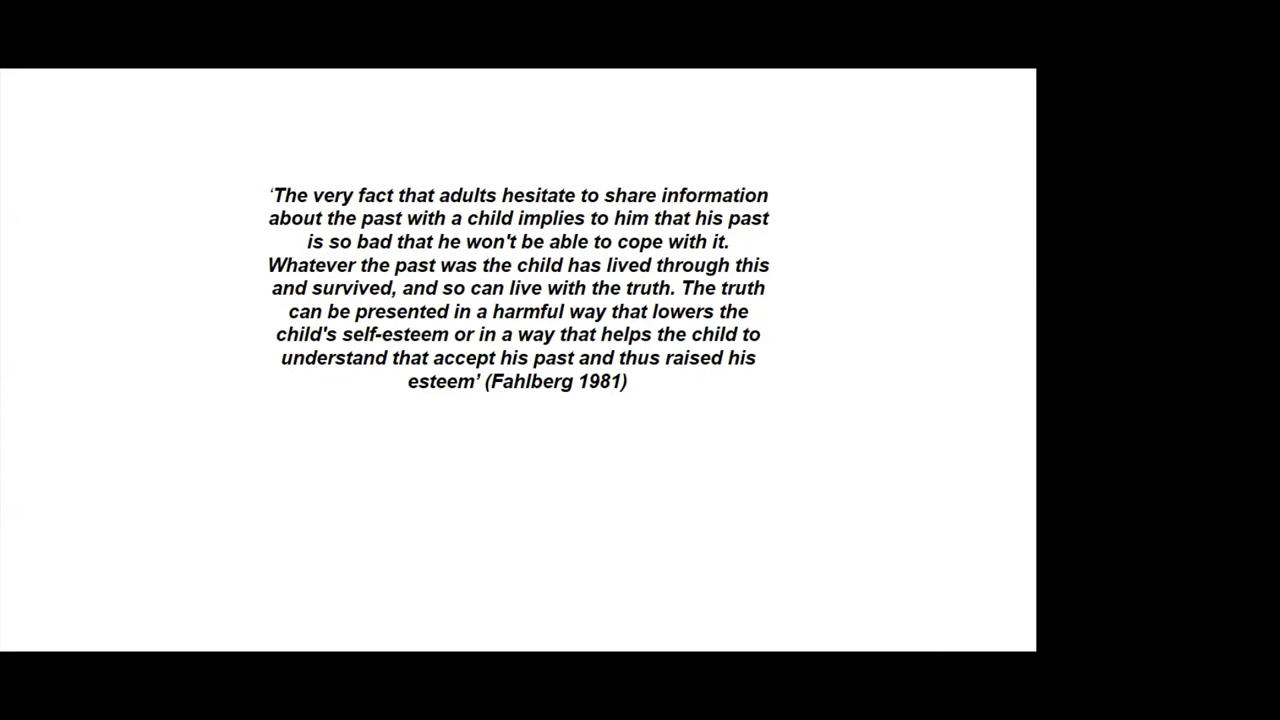 ‘The very fact that adults hesitate to share information
about the past with a child implies to him that his past
is so bad that he won't be able to cope with it.
Whatever the past was the child has lived through this
and survived, and so can live with the truth. The truth
can be presented in a harmful way that lowers the
child's self-esteem or in a way that helps the child to
understand that accept his past and thus raised his
esteem’ (Fahlberg 1981)